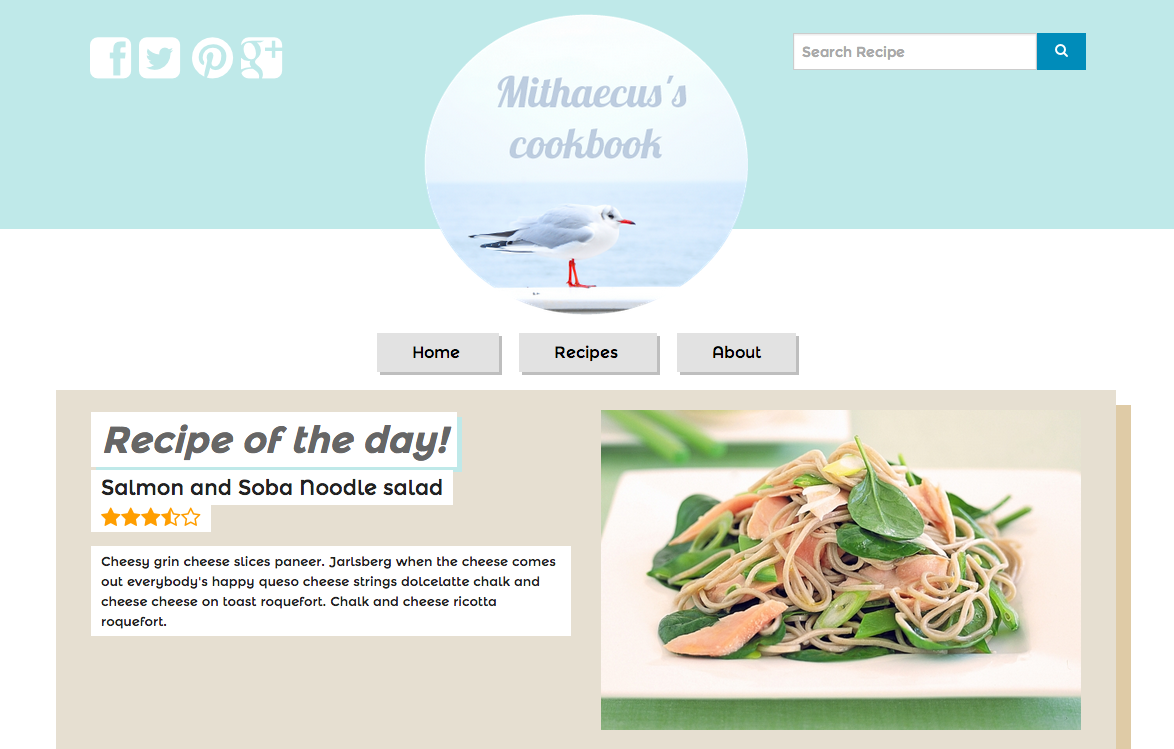 Search Recipe
Mithaecus's
cookbook
Home
Recipes
About
Recipe of the day!
Salmon and Soba Noodle salad
Cheesy grin cheese slices paneer. Jarlsberg when the cheese comes
out everybody's happy queso cheese strings dolcelatte chalk and
cheese cheese on toast roquefort. Chalk and cheese ricotta
roquefort.